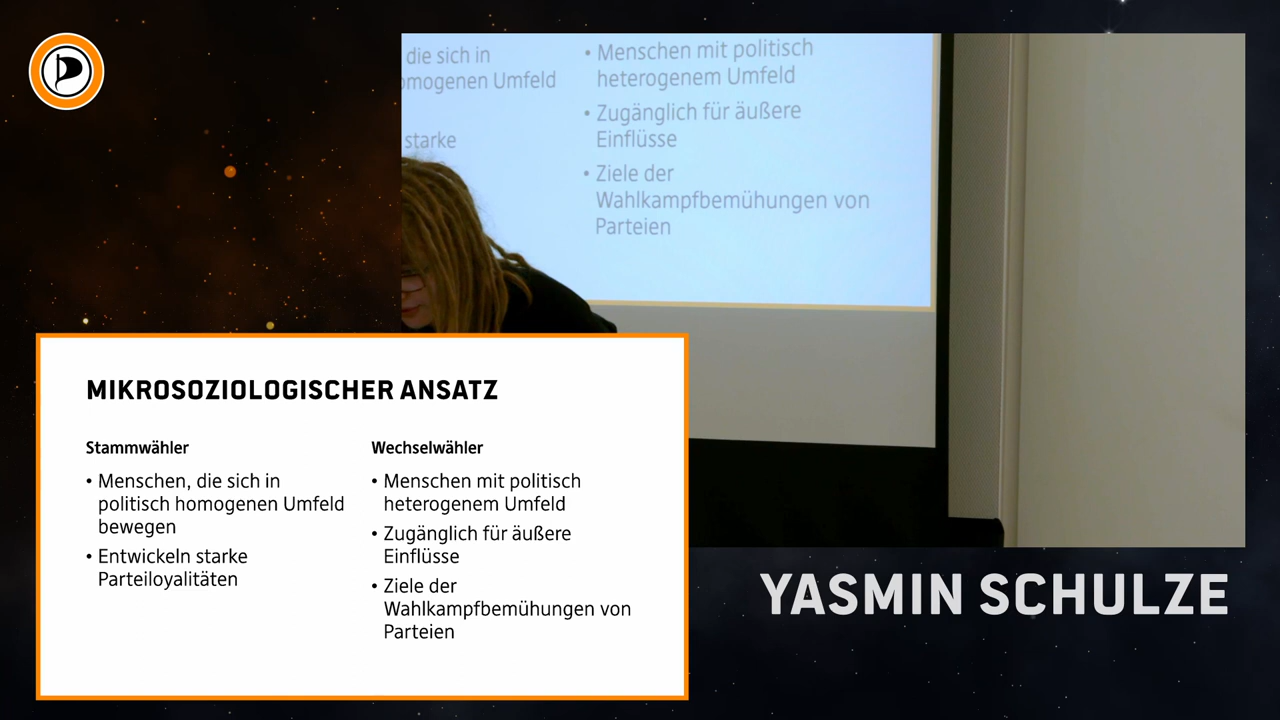 die sich in
omogenen Umfeld
starke
• Menschen mit politisch
heterogenem Umfeld
• Zugänglich für äußere
Einflüsse
• Ziele der
Wahlkampfbemühungen von
Parteien
MIKROSOZIOLOGISCHER ANSATZ
Stammwähler
• Menschen, die sich in
politisch homogenen Umfeld
bewegen
• Entwickeln starke
Parteiloyalitäten
Wechselwähler
• Menschen mit politisch
heterogenem Umfeld
• Zugänglich für äußere
Einflüsse
• Ziele der
Wahlkampfbemühungen von
Parteien
YASMIN SCHULZE